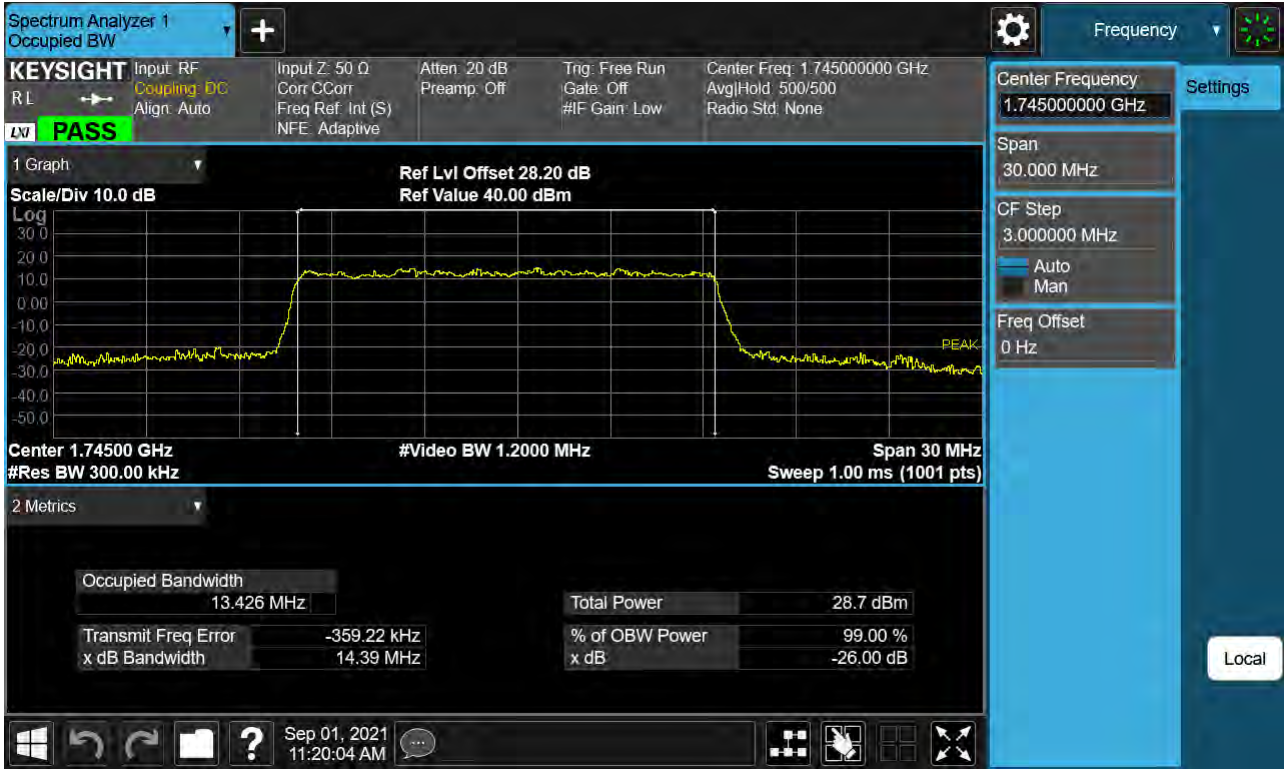 Spectrum Analyzer 1
Occupied BW
Frequency
KEYSIGHT
RL
LXI PASS
Input: RF
Coupling: DC
Align: Auto
Input Z: 50 Ω
Corr CCorr
Freq Ref: Int (S)
NFE: Adaptive
Atten: 20 dB
Preamp: Off
Trig: Free Run
Gate: Off
#IF Gain: Low
Center Freq: 1.745000000 GHz
Avg|Hold: 500/500
Radio Std: None
Center Frequency
1.745000000 GHz
Settings
Span
30.000 MHz
CF Step
3.000000 MHz
Auto
Man
Freq Offset
0 Hz
1 Graph
Scale/Div 10.0 dB
Ref Lvl Offset 28.20 dB
Ref Value 40.00 dBm
Log
30.0
20.0
10.0
0.00
-10.0
-20.0
-30.0
-40.0
-50.0
PEAK
Center 1.74500 GHz
#Video BW 1.2000 MHz
Span 30 MHz
#Res BW 300.00 kHz
Sweep 1.00 ms (1001 pts)
2 Metrics
Occupied Bandwidth
13.426 MHz
Total Power 28.7 dBm
Transmit Freq Error -359.22 kHz
% of OBW Power 99.00 %
x dB Bandwidth 14.39 MHz
x dB -26.00 dB
Local
?
Sep 01, 2021
11:20:04 AM